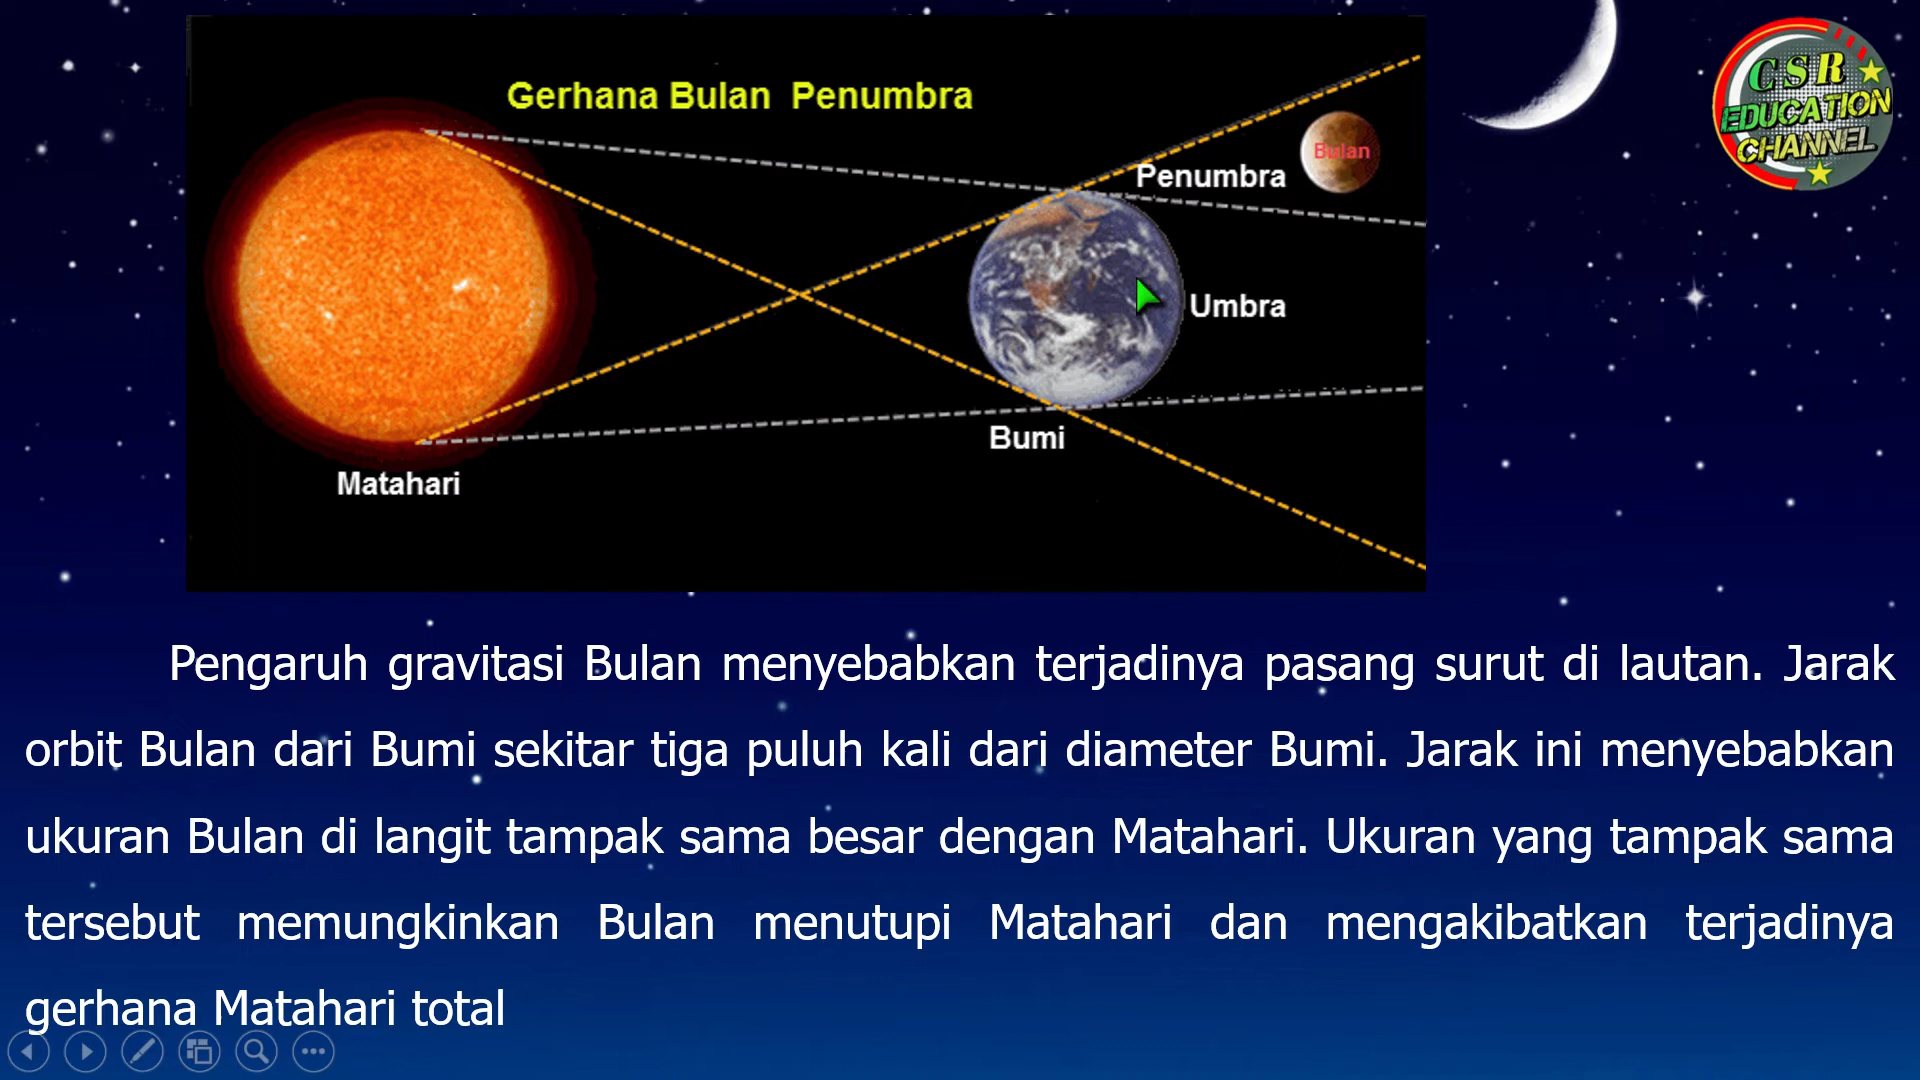 Gerhana Bulan Penumbra
CSR
EDUCATION
CHANNEL
Bulan
Penumbra
Umbra
Bumi
Matahari
Pengaruh gravitasi Bulan menyebabkan terjadinya pasang surut di lautan. Jarak
orbit Bulan dari Bumi sekitar tiga puluh kali dari diameter Bumi. Jarak ini menyebabkan
ukuran Bulan di langit tampak sama besar dengan Matahari. Ukuran yang tampak sama
tersebut memungkinkan Bulan menutupi Matahari dan mengakibatkan terjadinya
gerhana Matahari total